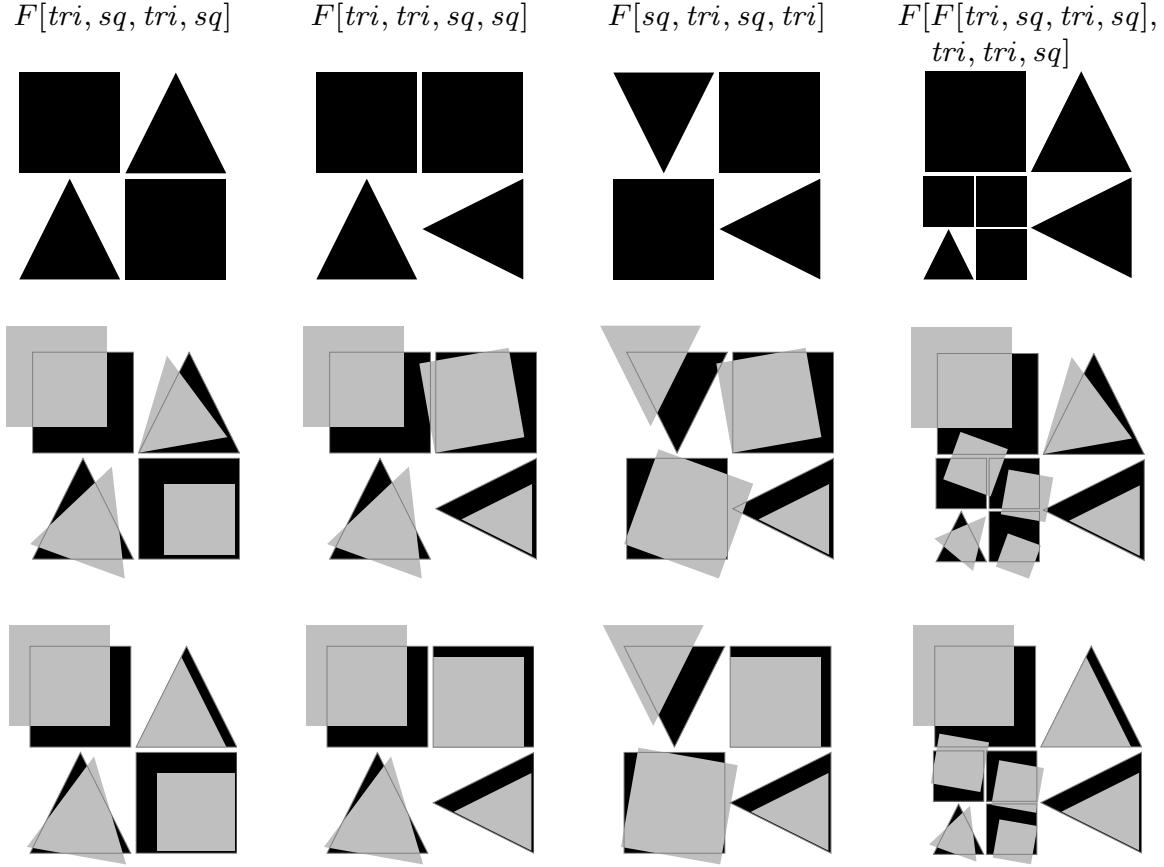 F[tri, sq, tri, sq]
F[tri, tri, sq, sq]
F[sq, tri, sq, tri]
F[F[tri, sq, tri, sq],
tri, tri, sq]